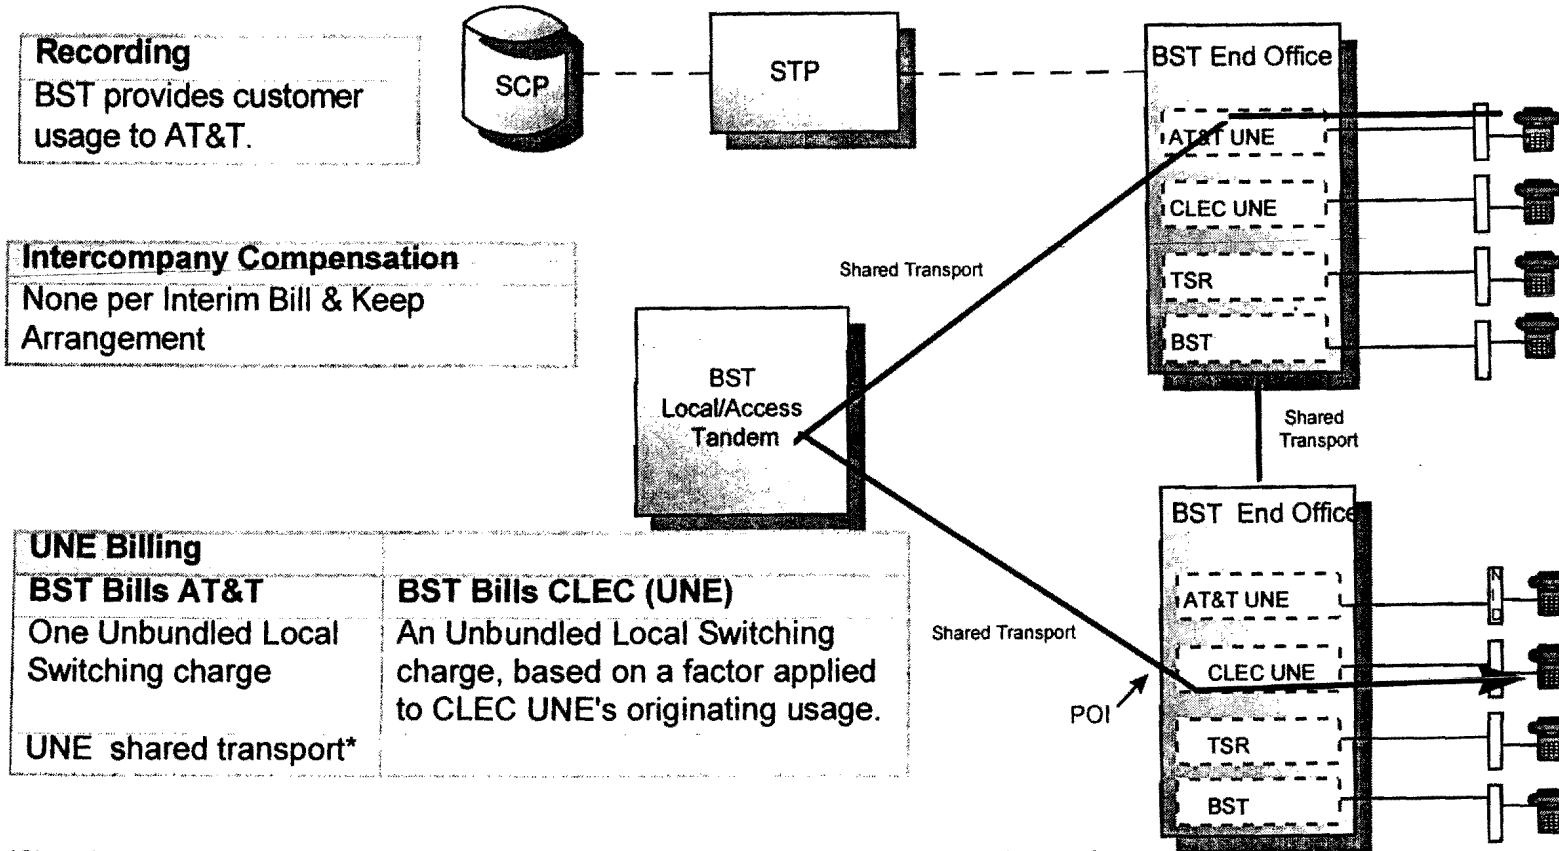 Recording
BST provides customer
usage to AT&T.
SCP
STP
BST End Office
AT&T UNE
CLEC UNE
TSR
BST
Intercompany Compensation
None per Interim Bill & Keep
Arrangement
Shared Transport
BST
Local/Access
Tandem
Shared
Transport
UNE Billing
BST Bills AT&T
BST Bills CLEC (UNE)
One Unbundled Local
Switching charge
An Unbundled Local Switching
charge, based on a factor applied
to CLEC UNE's originating usage.
UNE shared transport*
Shared Transport
POI
BST End Office
AT&T UNE
NID
CLEC UNE
TSR
BST